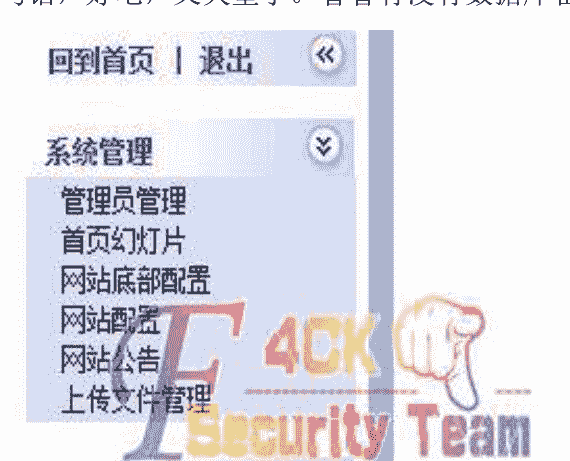 回到首页 | 退出
系统管理
管理员管理
首页幻灯片
网站底部配置
网站配置
网站公告
上传文件管理
F4CK
Security Team